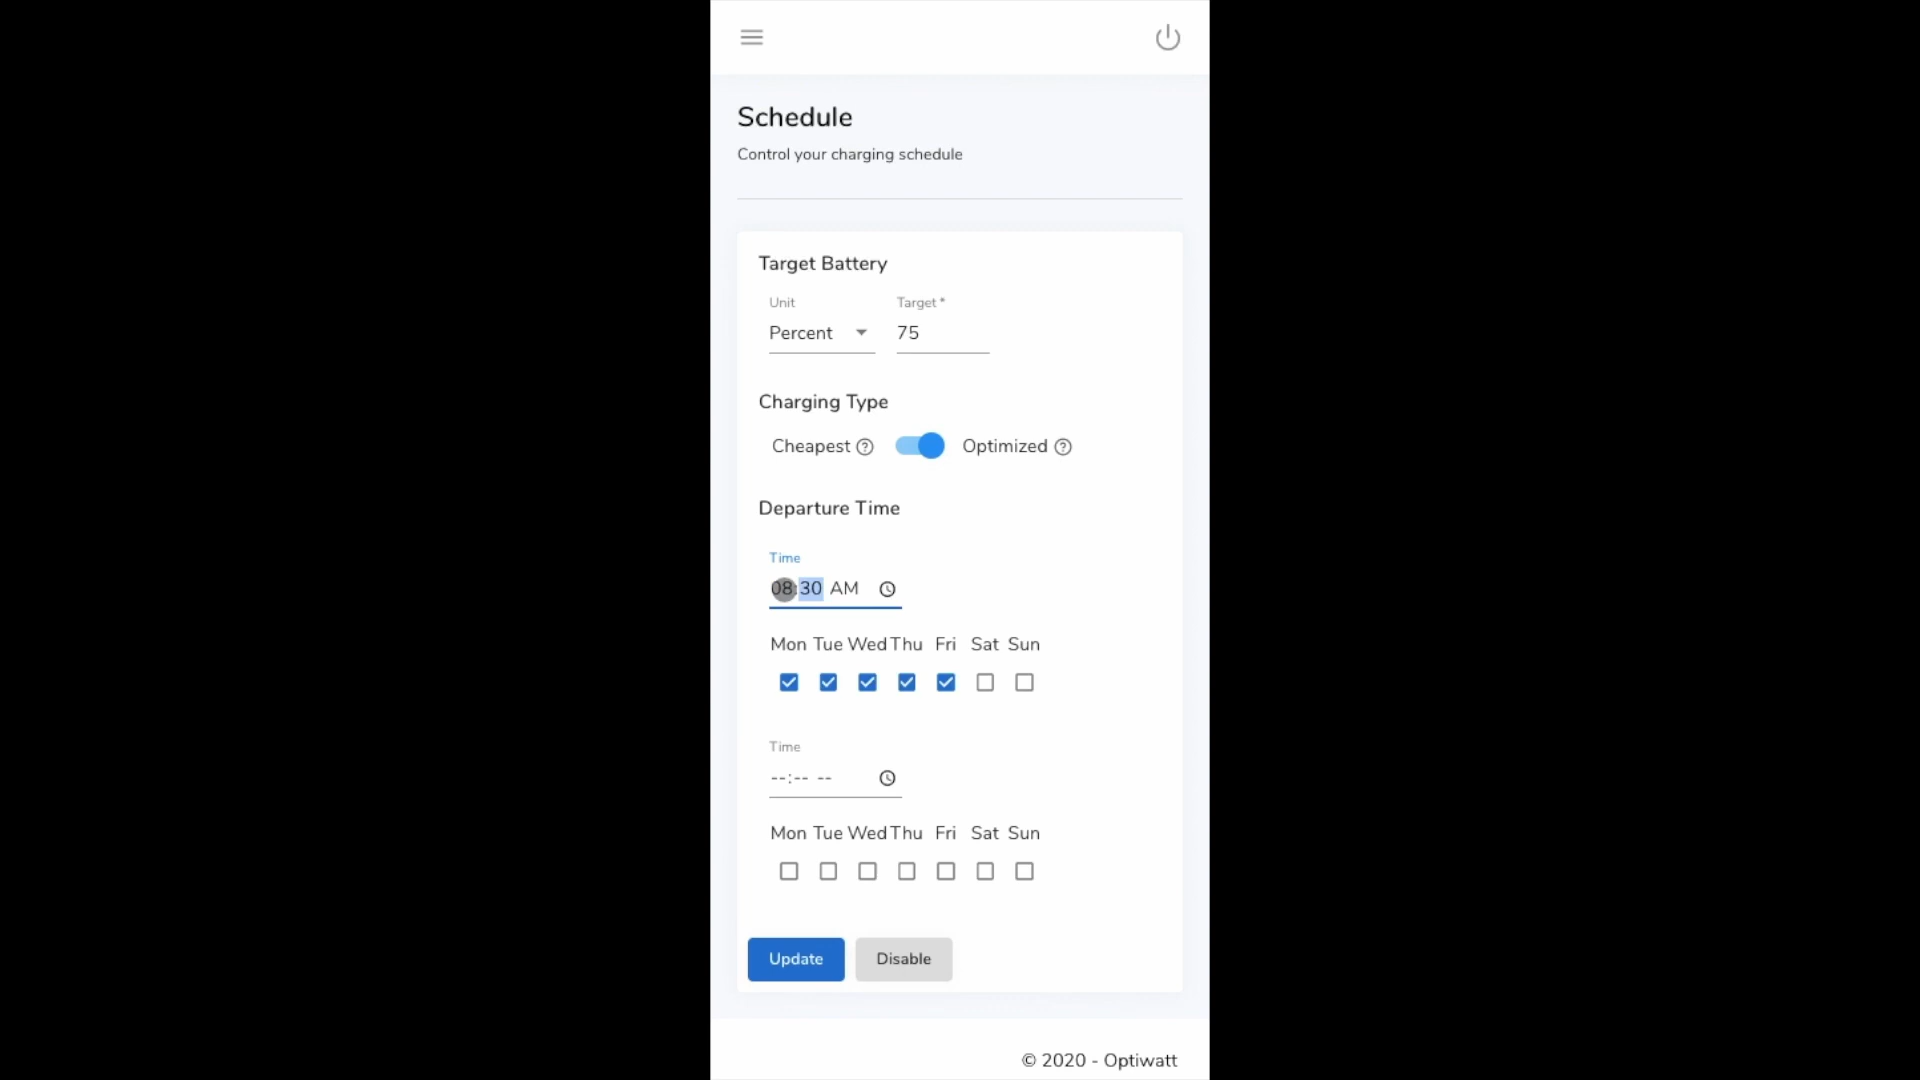 Schedule
Control your charging schedule
Target Battery
Unit Target *
Percent 75
Charging Type
Cheapest Optimized
Departure Time
Time
08:30 AM
Mon Tue Wed Thu Fri Sat Sun
Time
--:-- --
Mon Tue Wed Thu Fri Sat Sun
Update Disable
© 2020 - Optiwatt